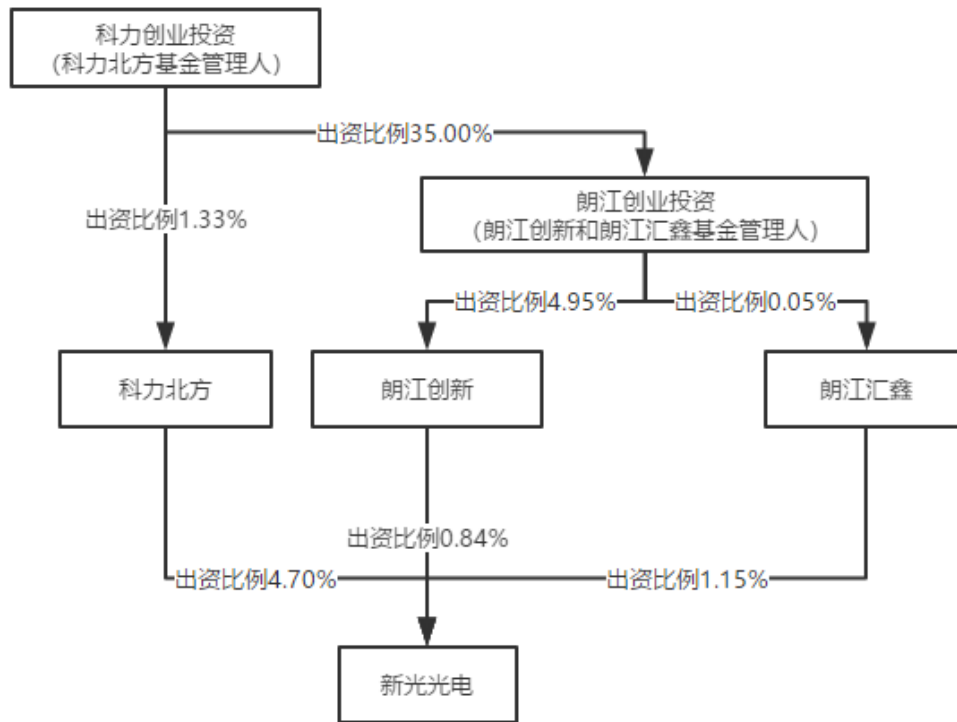 科力创业投资
（科力北方基金管理人）
出资比例35.00%
朗江创业投资
（朗江创新和朗江汇鑫基金管理人）
出资比例1.33%
出资比例4.95%
出资比例0.05%
科力北方
朗江创新
朗江汇鑫
出资比例0.84%
出资比例4.70%
出资比例1.15%
新光光电